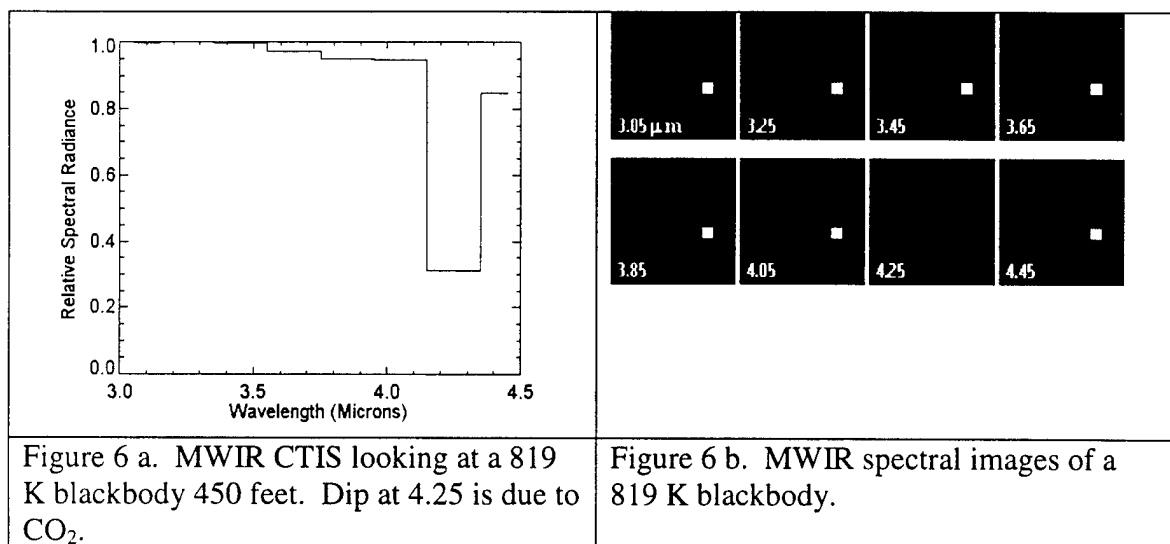 1.0
0.8
0.6
0.4
0.2
0.0
Relative Spectral Radiance
3.0
3.5
4.0
4.5
Wavelength (Microns)
3.05 µm
3.25
3.45
3.65
3.85
4.05
4.25
4.45
Figure 6 a. MWIR CTIS looking at a 819
K blackbody 450 feet. Dip at 4.25 is due to
CO₂.
Figure 6 b. MWIR spectral images of a
819 K blackbody.